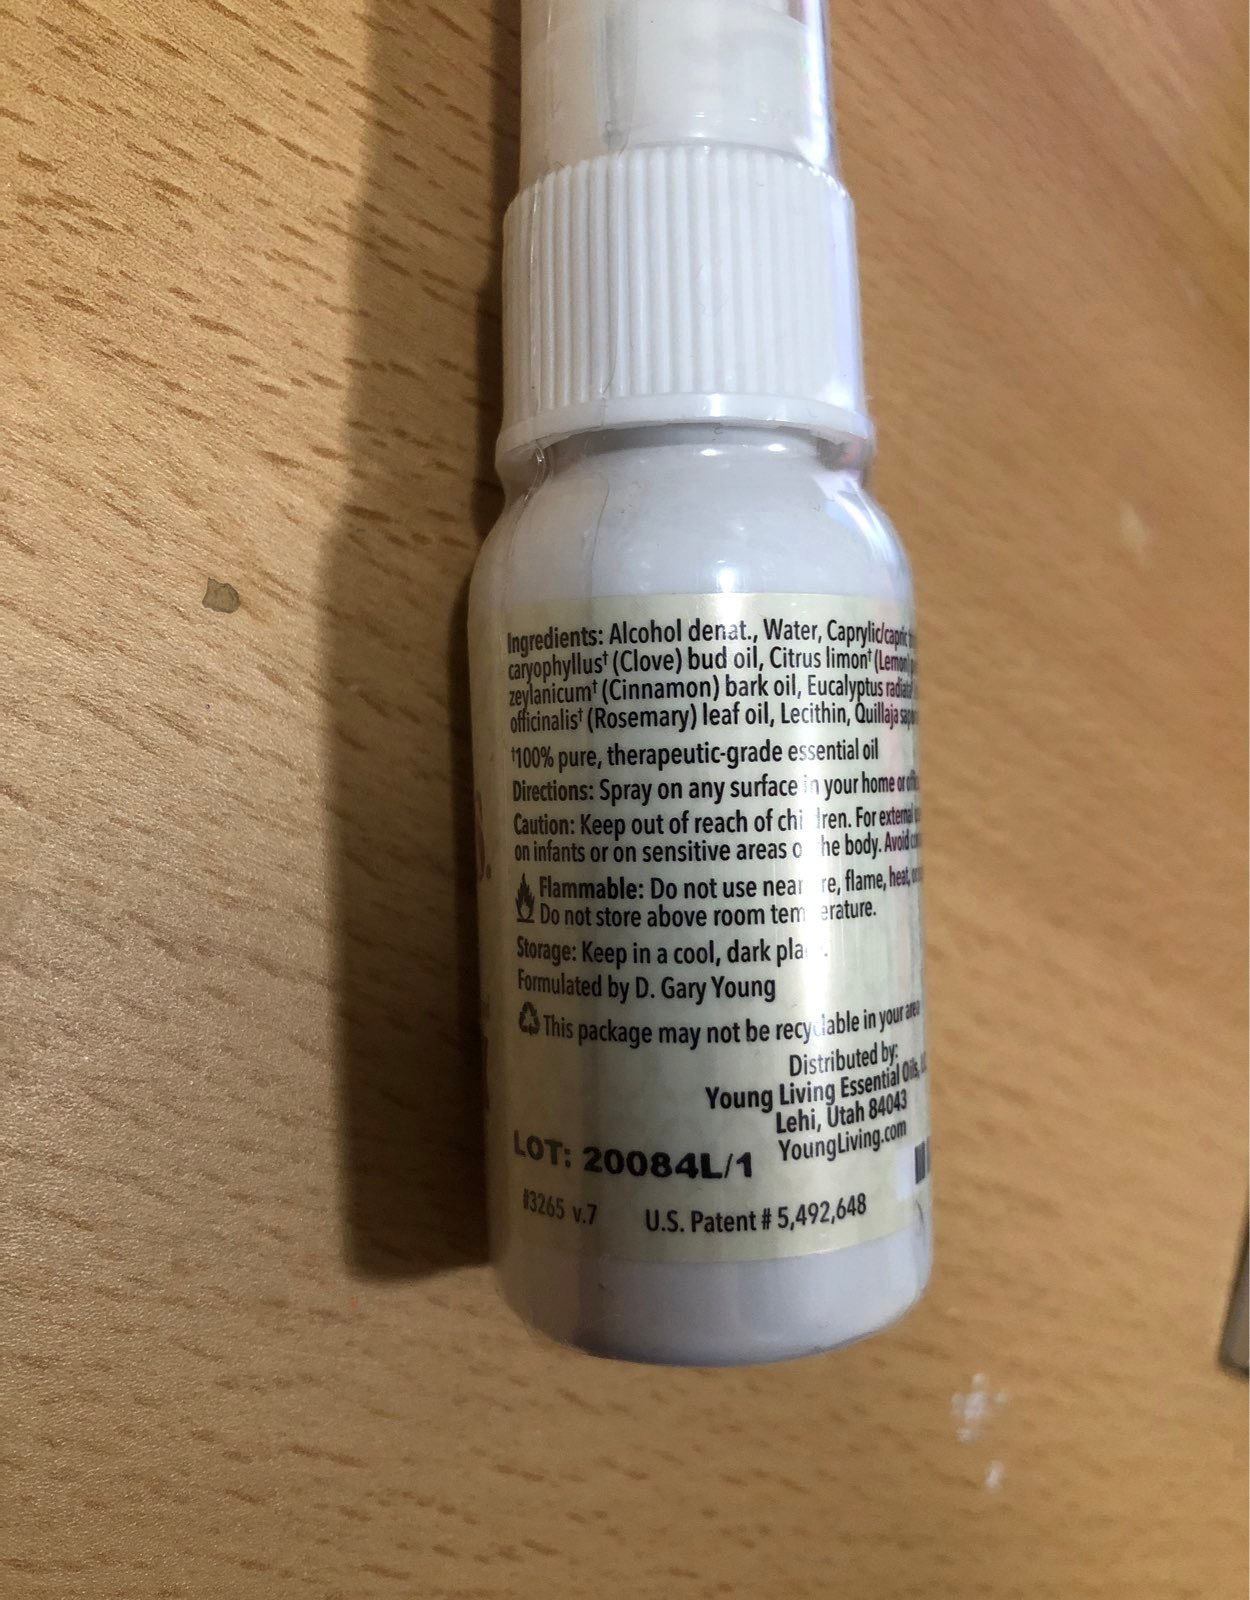 Ingredients: Alcohol denat., Water, Caprylic/capric
caryophyllus† (Clove) bud oil, Citrus limon† (Lemon)
zeylanicum† (Cinnamon) bark oil, Eucalyptus radiata†
officinalis† (Rosemary) leaf oil, Lecithin, Quillaja
†100% pure, therapeutic-grade essential oil
Directions: Spray on any surface in your home or
Caution: Keep out of reach of children. For external
on infants or on sensitive areas of the body. Avoid
Flammable: Do not use near fire, flame, heat, or
Do not store above room temperature.
Storage: Keep in a cool, dark place.
Formulated by D. Gary Young
This package may not be recyclable in your area
Distributed by:
Young Living Essential Oils,
Lehi, Utah 84043
YoungLiving.com
LOT: 20084L/1
#3265 v.7 U.S. Patent # 5,492,648